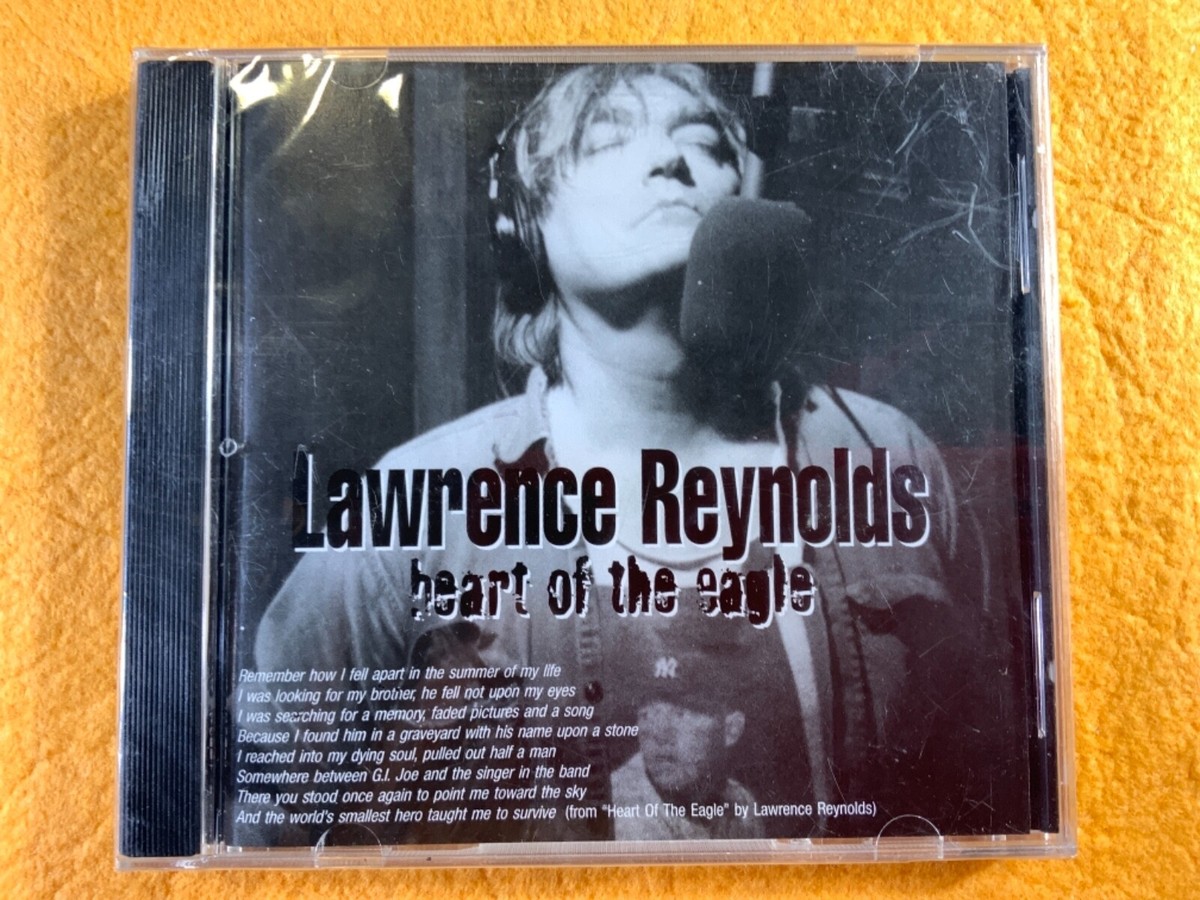 Lawrence Reynolds
heart of the eagle
NY
Remember how I fell apart in the summer of my life
I was looking for my brother, he fell not upon my eyes
I was searching for a memory, faded pictures and a song
Because I found him in a graveyard with his name upon a stone
I reached into my dying soul, pulled out half a man
Somewhere between G.I. Joe and the singer in the band
There you stood once again to point me toward the sky
And the world's smallest hero taught me to survive (from "Heart Of The Eagle" by Lawrence Reynolds)